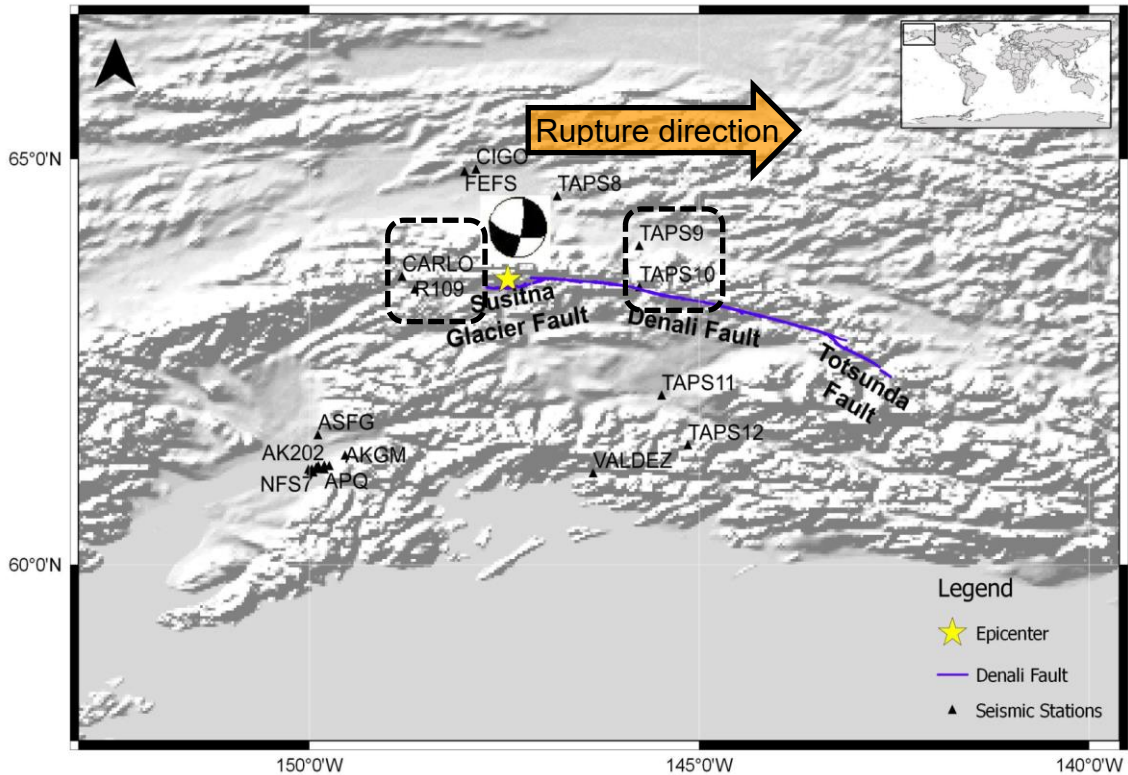 Rupture direction
65°0'N
CIGO
FEFS
TAPS8
TAPS9
CARLO
TAPS10
R109
Susitna
Glacier Fault
Denali Fault
Totsunda
Fault
TAPS11
ASFG
TAPS12
AK202
AKGM
VALDEZ
NFS7
APQ
60°0'N
Legend
Epicenter
Denali Fault
Seismic Stations
150°0'W
145°0'W
140°0'W